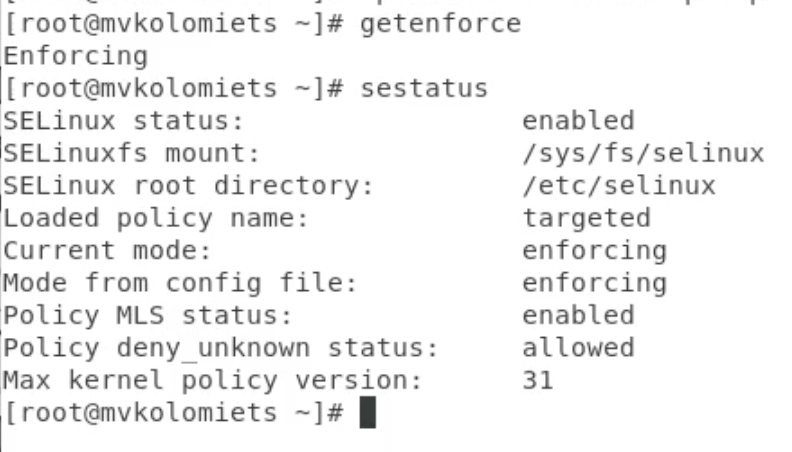 [root@mvkolomiets ~]# getenforce
Enforcing
[root@mvkolomiets ~]# sestatus
SELinux status:                 enabled
SELinuxfs mount:                /sys/fs/selinux
SELinux root directory:         /etc/selinux
Loaded policy name:             targeted
Current mode:                   enforcing
Mode from config file:          enforcing
Policy MLS status:              enabled
Policy deny_unknown status:     allowed
Max kernel policy version:      31
[root@mvkolomiets ~]#